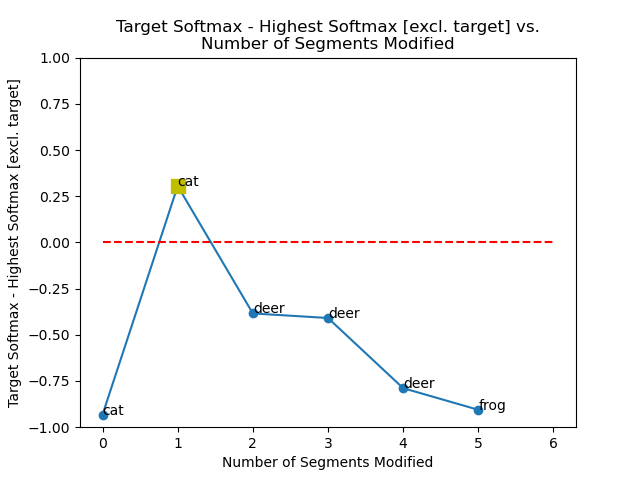 Target Softmax - Highest Softmax [excl. target] vs.
Number of Segments Modified
Target Softmax - Highest Softmax [excl. target]
1.00
0.75
0.50
0.25
0.00
−0.25
−0.50
−0.75
−1.00
cat
cat
deer
deer
deer
frog
0 1 2 3 4 5 6
Number of Segments Modified